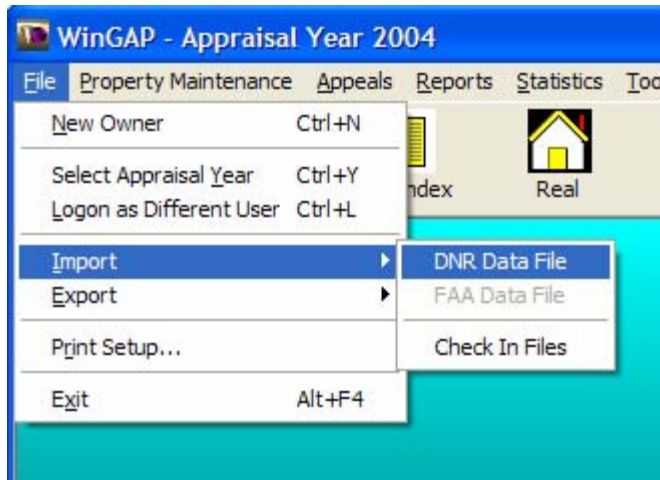 WinGAP - Appraisal Year 2004
File Property Maintenance Appeals Reports Statistics
New Owner Ctrl+N
Select Appraisal Year Ctrl+Y
Logon as Different User Ctrl+L
Real
Import
DNR Data File
Export
FAA Data File
Print Setup...
Check In Files
Exit Alt+F4